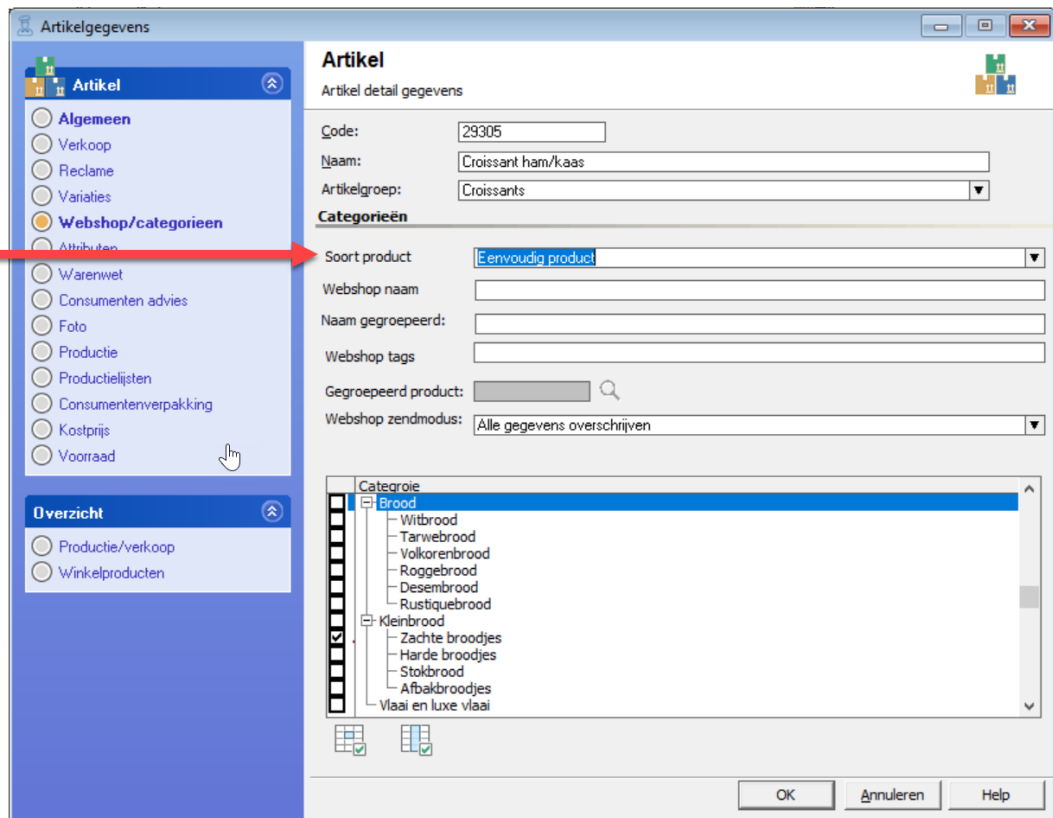 Artikelgegevens
Artikel
Algemeen
Verkoop
Reclame
Variaties
Webshop/categorieen
Attributen
Warenwet
Consumenten advies
Foto
Productie
Productielijsten
Consumentenverpakking
Kostprijs
Voorraad
Overzicht
Productie/verkoop
Winkelproducten
Artikel
Artikel detail gegevens
Code: 29305
Naam: Croissant ham/kaas
Artikelgroep: Croissants
Categorieën
Soort product Eenvoudig product
Webshop naam
Naam gegroepeerd:
Webshop tags
Gegroepeerd product:
Webshop zendmodus: Alle gegevens overschrijven
Categroie
Brood
Witbrood
Tarwebrood
Volkorenbrood
Roggebrood
Desembrood
Rustiquebrood
Kleinbrood
Zachte broodjes
Harde broodjes
Stokbrood
Afbakbroodjes
Vlaai en luxe vlaai
OK Annuleren Help